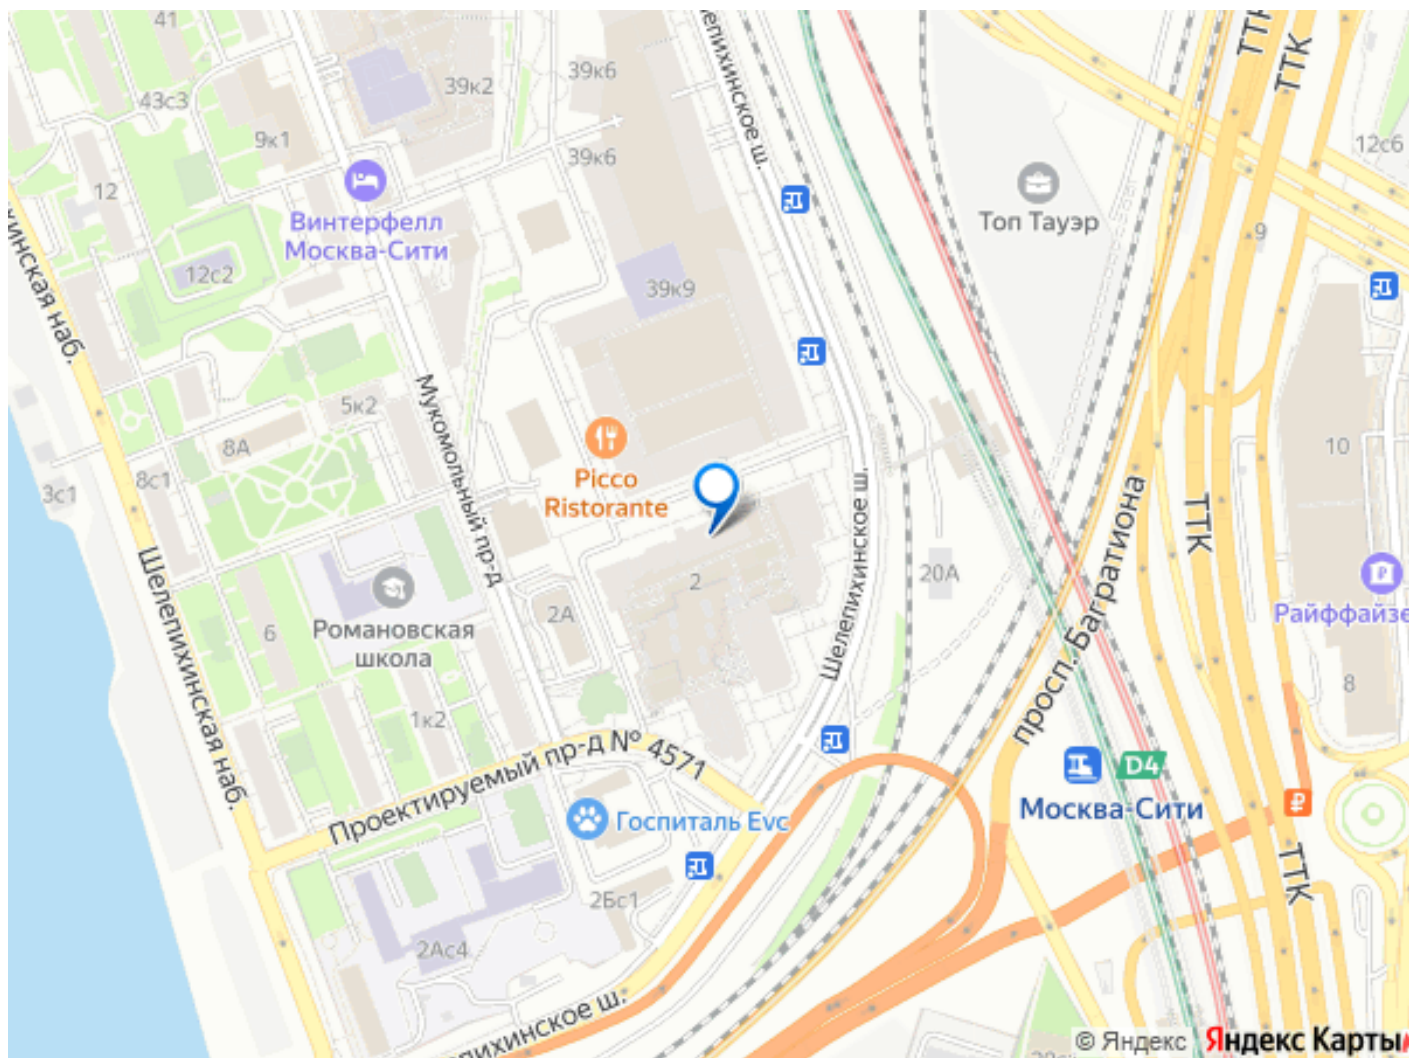 41
39к2
39к6
43с3
9к1
39к6
12
Винтерфелл
Москва-Сити
12с2
39к9
Шелепихинское ш.
ТТК
ТТК
12с6
Топ Тауэр
9
наб.
Мукомольный пр-д
5к2
8А
8с1
3с1
Picco
Ristorante
10
Шелепихинское ш.
просп. Багратиона
ТТК
20А
2
2А
Романовская
школа
6
1к2
Шелепихинская наб.
Райффайзе
8
Проектируемый пр-д № 4571
D4
Москва-Сити
Госпиталь Evc
2Бс1
2Ас4
ТТК
© Яндекс
Яндекс Карты